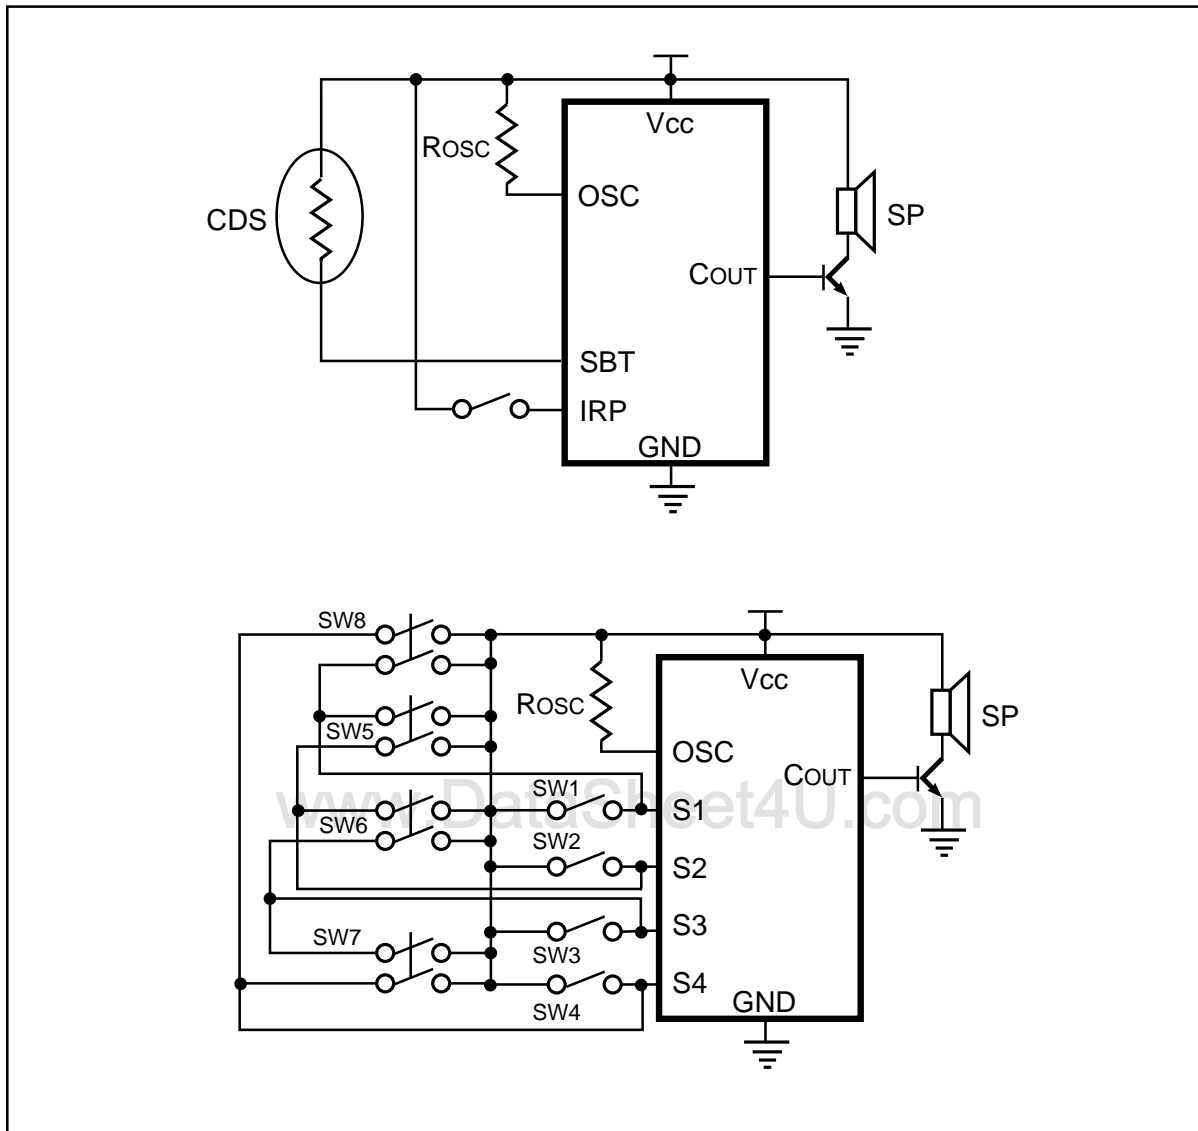 Vcc
ROSC
OSC
CDS
SP
COUT
SBT
IRP
GND
SW8
Vcc
ROSC
SP
SW5
OSC
COUT
www.DataSheet4U.com
SW1
S1
SW6
SW2
S2
S3
SW7
SW3
S4
GND
SW4